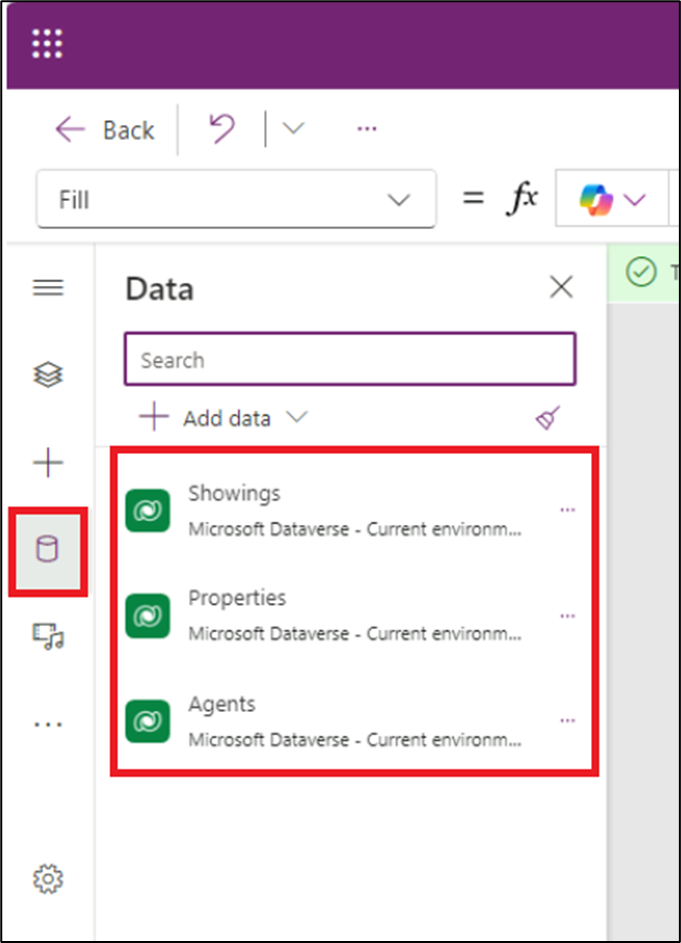 Back
...
Fill
= fx
Data
Search
Add data
Showings
Microsoft Dataverse - Current environm...
Properties
Microsoft Dataverse - Current environm...
Agents
Microsoft Dataverse - Current environm...